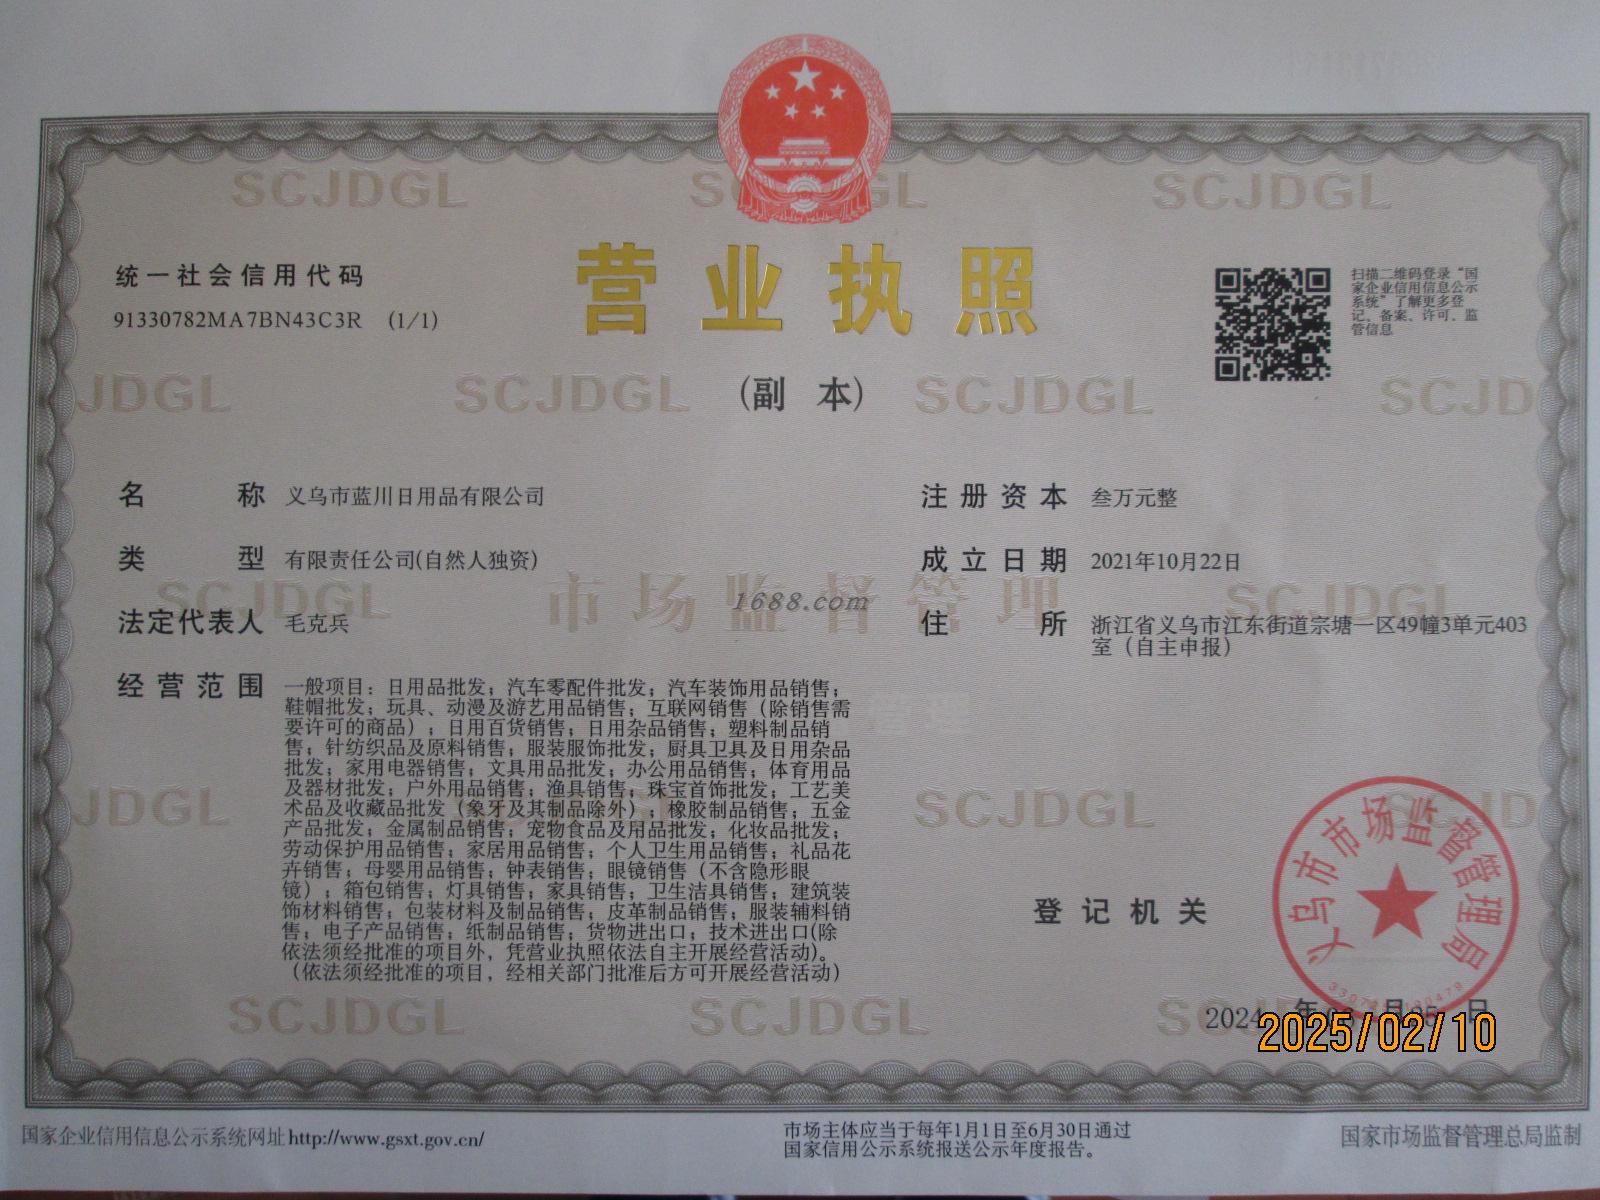 营业执照
(副 本)
统一社会信用代码
91330782MA7BN43C3R (1/1)
扫描二维码登录“国
家企业信用信息公示
系统”了解更多登
记、备案、许可、监
管信息
名 称 义乌市蓝川日用品有限公司
类 型 有限责任公司(自然人独资)
法定代表人 毛克兵
经营范围 一般项目：日用品批发；汽车零配件批发；汽车装饰用品销售；
鞋帽批发；玩具、动漫及游艺用品销售；互联网销售（除销售需
要许可的商品）；日用百货销售；日用杂品销售；塑料制品销
售；针纺织品及原料销售；服装服饰批发；厨具卫具及日用杂品
批发；家用电器销售；文具用品批发；办公用品销售；体育用品
及器材批发；户外用品销售；渔具销售；珠宝首饰批发；工艺美
术品及收藏品批发（象牙及其制品除外）；橡胶制品销售；五金
产品批发；金属制品销售；宠物食品及用品批发；化妆品批发；
劳动保护用品销售；家居用品销售；个人卫生用品销售；礼品花
卉销售；母婴用品销售；钟表销售；眼镜销售（不含隐形眼
镜）；箱包销售；灯具销售；家具销售；卫生洁具销售；建筑装
饰材料销售；包装材料及制品销售；皮革制品销售；服装辅料销
售；电子产品销售；纸制品销售；货物进出口；技术进出口(除
依法须经批准的项目外，凭营业执照依法自主开展经营活动)。
（依法须经批准的项目，经相关部门批准后方可开展经营活动）
注册资本 叁万元整
成立日期 2021年10月22日
住 所 浙江省义乌市江东街道宗塘一区49幢3单元403
室（自主申报）
1688.com
市场监督管理
SCJDGL
登记机关
义乌市市场监督管理局
2024 年 月 日
2025/02/10
国家企业信用信息公示系统网址http://www.gsxt.gov.cn/
市场主体应当于每年1月1日至6月30日通过
国家信用公示系统报送公示年度报告。
国家市场监督管理总局监制